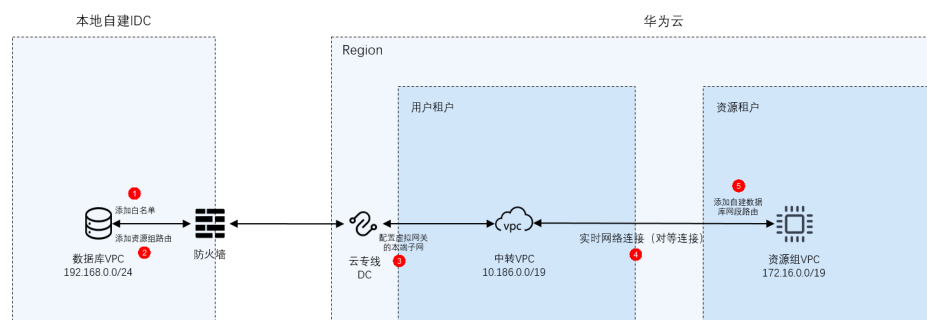 本地自建IDC
华为云
Region
用户租户
资源租户
1
添加白名单
添加资源组路由
2
数据库VPC
192.168.0.0/24
防火墙
云专线
DC
配置虚拟网关
的本端子网
3
vpc
中转VPC
10.186.0.0/19
实时网络连接（对等连接）
4
5
添加自建数据
库网段路由
资源组VPC
172.16.0.0/19